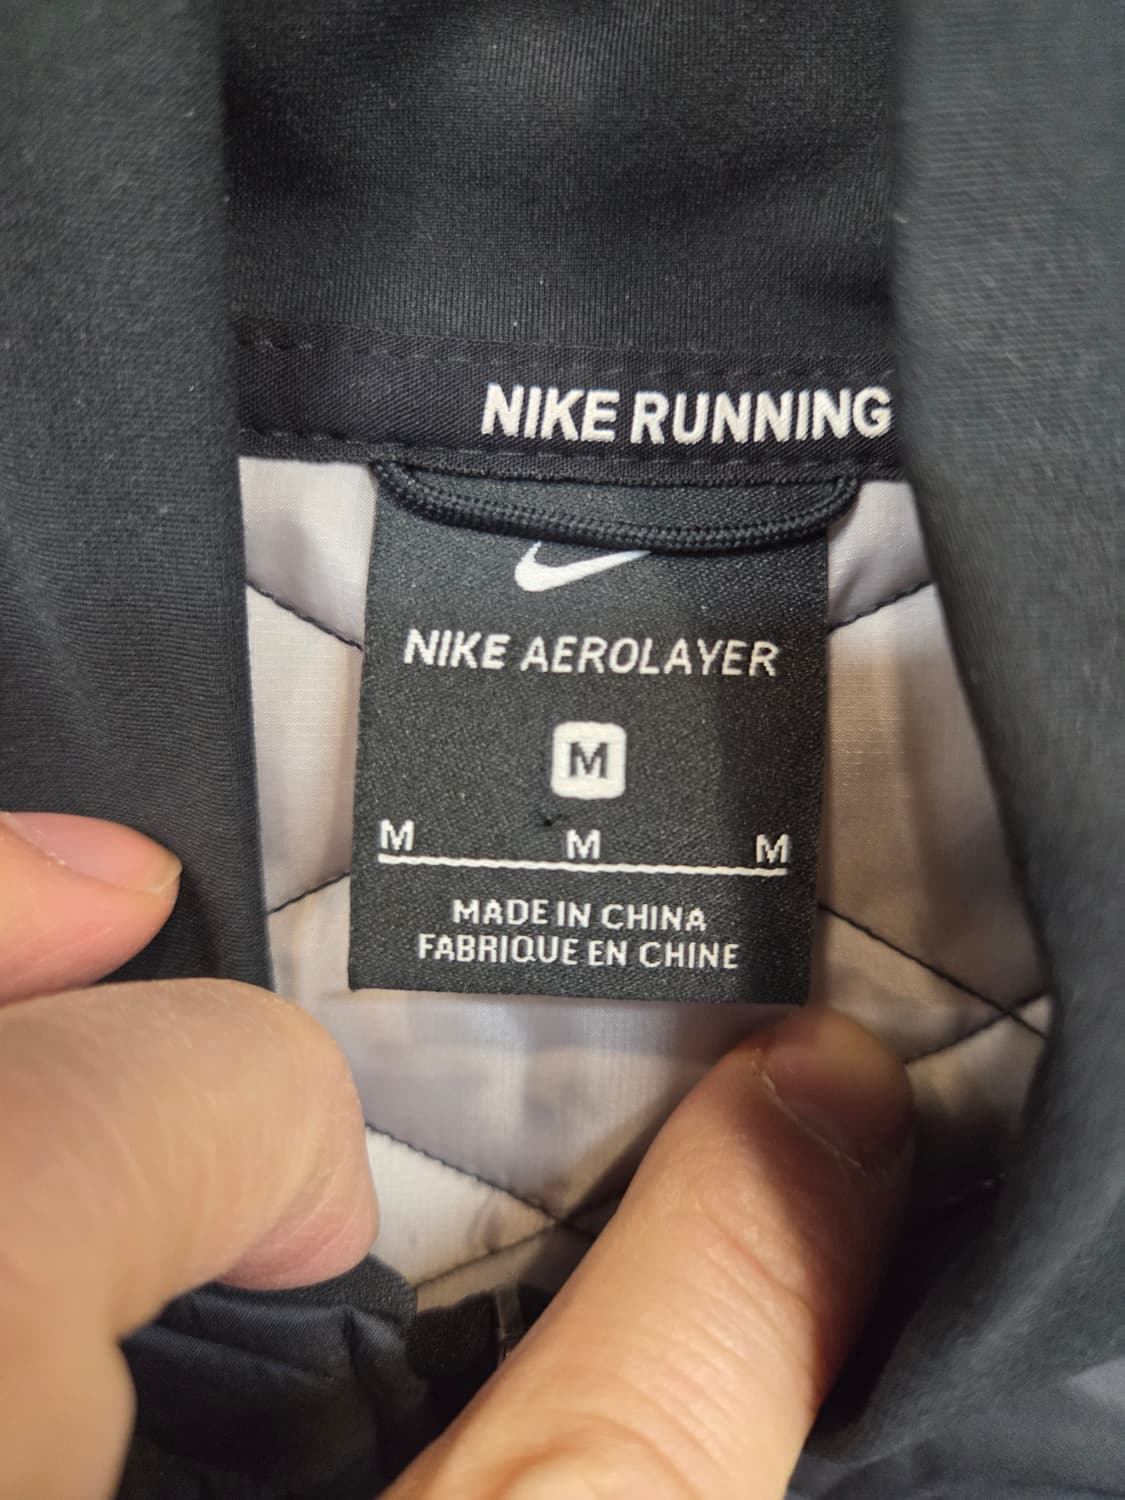 NIKE RUNNING
NIKE AEROLAYER
M
M M M
MADE IN CHINA
FABRIQUE EN CHINE